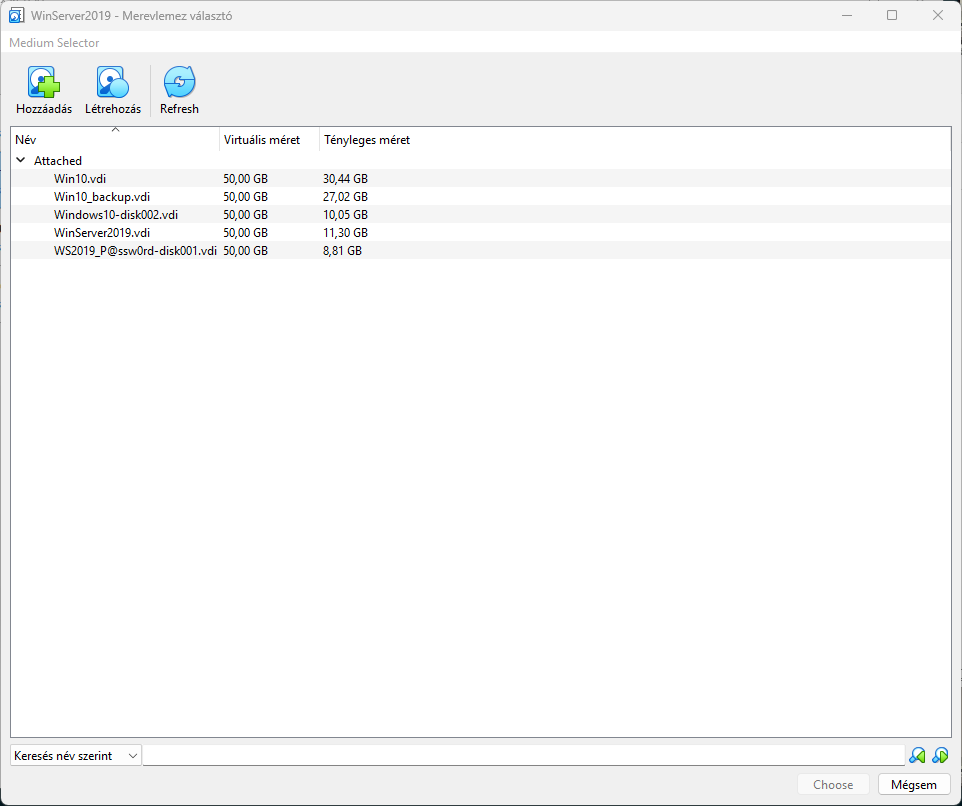 WinServer2019 - Merevlemez választó
Medium Selector
Hozzáadás Létrehozás Refresh
Név Virtuális méret Tényleges méret
Attached
Win10.vdi 50,00 GB 30,44 GB
Win10_backup.vdi 50,00 GB 27,02 GB
Windows10-disk002.vdi 50,00 GB 10,05 GB
WinServer2019.vdi 50,00 GB 11,30 GB
WS2019_P@ssw0rd-disk001.vdi 50,00 GB 8,81 GB
Keresés név szerint
Choose Mégsem